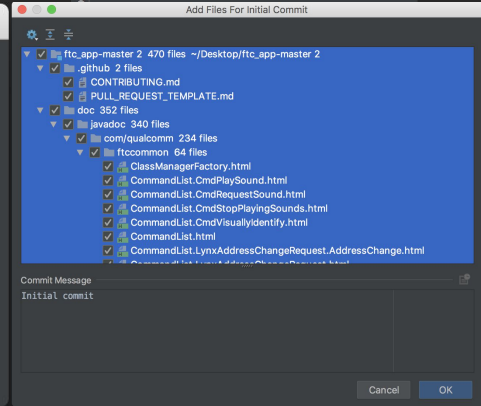 Add Files For Initial Commit
ftc_app-master 2 470 files ~/Desktop/ftc_app-master 2
.github 2 files
CONTRIBUTING.md
PULL_REQUEST_TEMPLATE.md
doc 352 files
javadoc 340 files
com/qualcomm 234 files
ftccommon 64 files
ClassManagerFactory.html
CommandList.CmdPlaySound.html
CommandList.CmdRequestSound.html
CommandList.CmdStopPlayingSounds.html
CommandList.CmdVisuallyIdentify.html
CommandList.html
CommandList.LynxAddressChangeRequest.AddressChange.html
CommandList.LynxAddressChangeRequest.html
Commit Message
Initial commit
Cancel
OK